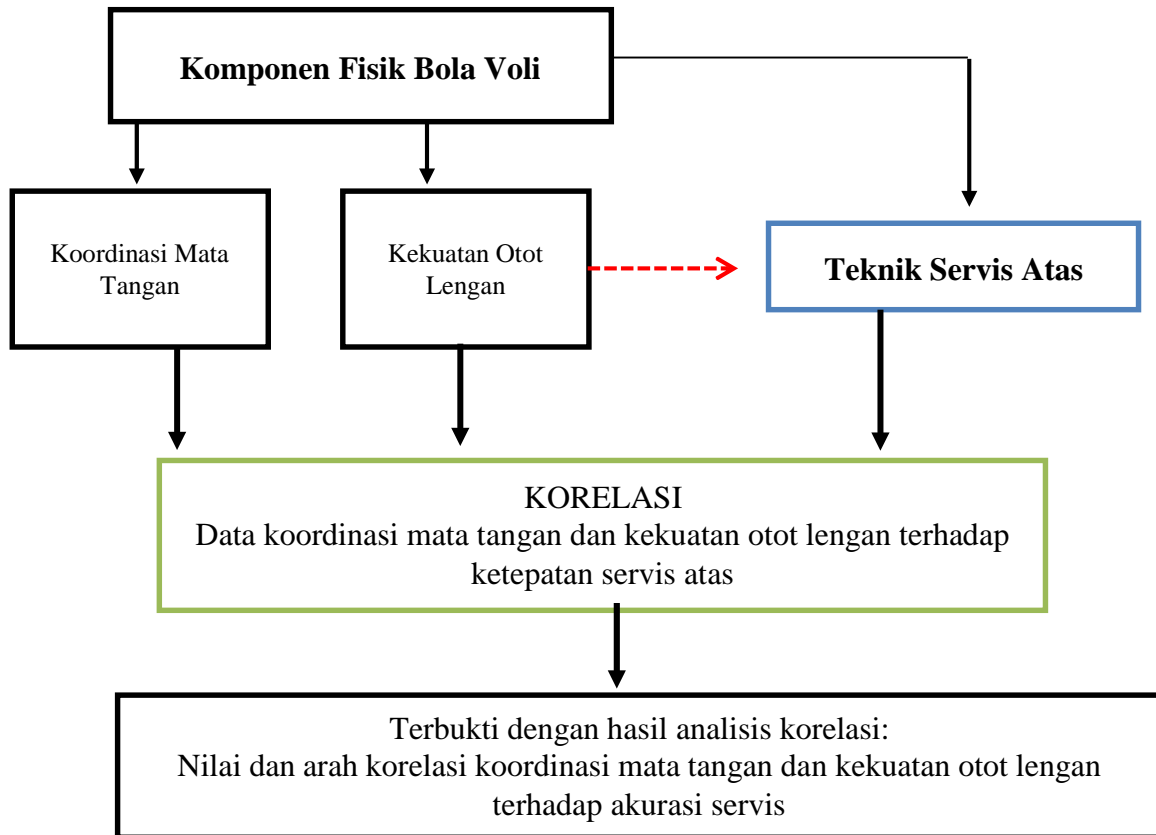 Komponen Fisik Bola Voli
Koordinasi Mata
Tangan
Kekuatan Otot
Lengan
Teknik Servis Atas
KORELASI
Data koordinasi mata tangan dan kekuatan otot lengan terhadap
ketepatan servis atas
Terbukti dengan hasil analisis korelasi:
Nilai dan arah korelasi koordinasi mata tangan dan kekuatan otot lengan
terhadap akurasi servis